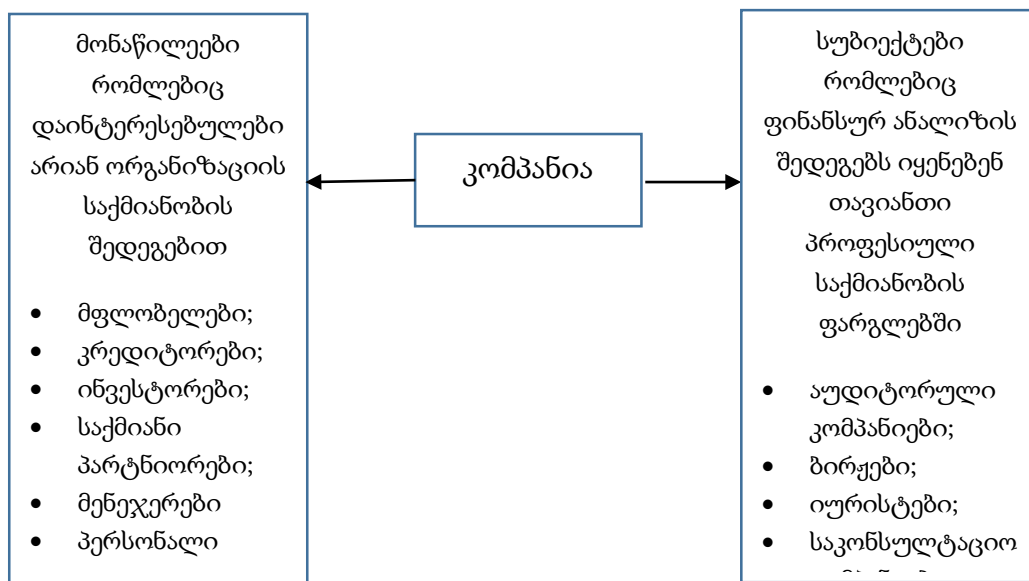 მონაწილეები
რომლებიც
დაინტერესებულები
არიან ორგანიზაციის
საქმიანობის
შედეგებით
• მფლობელები;
• კრედიტორები;
• ინვესტორები;
• საქმიანი
პარტნიორები;
• მენეჯერები
• პერსონალი
კომპანია
სუბიექტები
რომლებიც
ფინანსურ ანალიზის
შედეგებს იყენებენ
თავიანთი
პროფესიული
საქმიანობის
ფარგლებში
• აუდიტორული
კომპანიები;
• ბირჟები;
• იურისტები;
• საკონსულტაციო